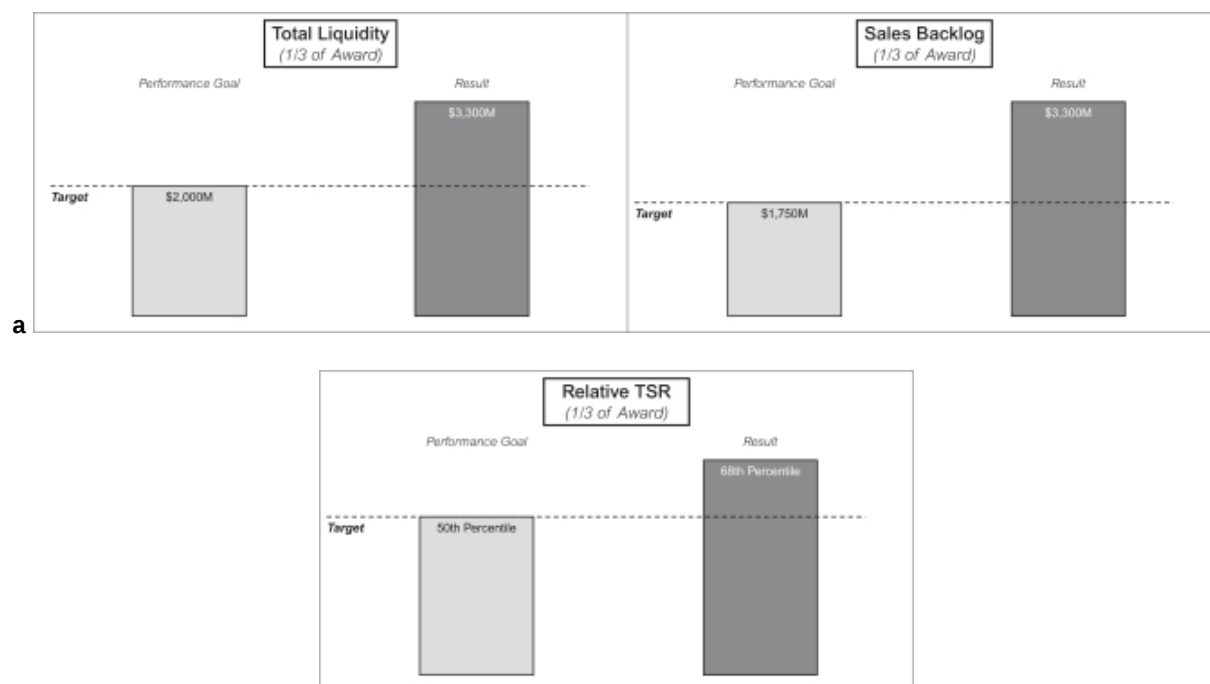 Total Liquidity
(1/3 of Award)
Performance Goal
Result
$3,300M
Target
$2,000M
Sales Backlog
(1/3 of Award)
Performance Goal
Result
$3,300M
Target
$1,750M
a
Relative TSR
(1/3 of Award)
Performance Goal
Result
68th Percentile
Target
50th Percentile